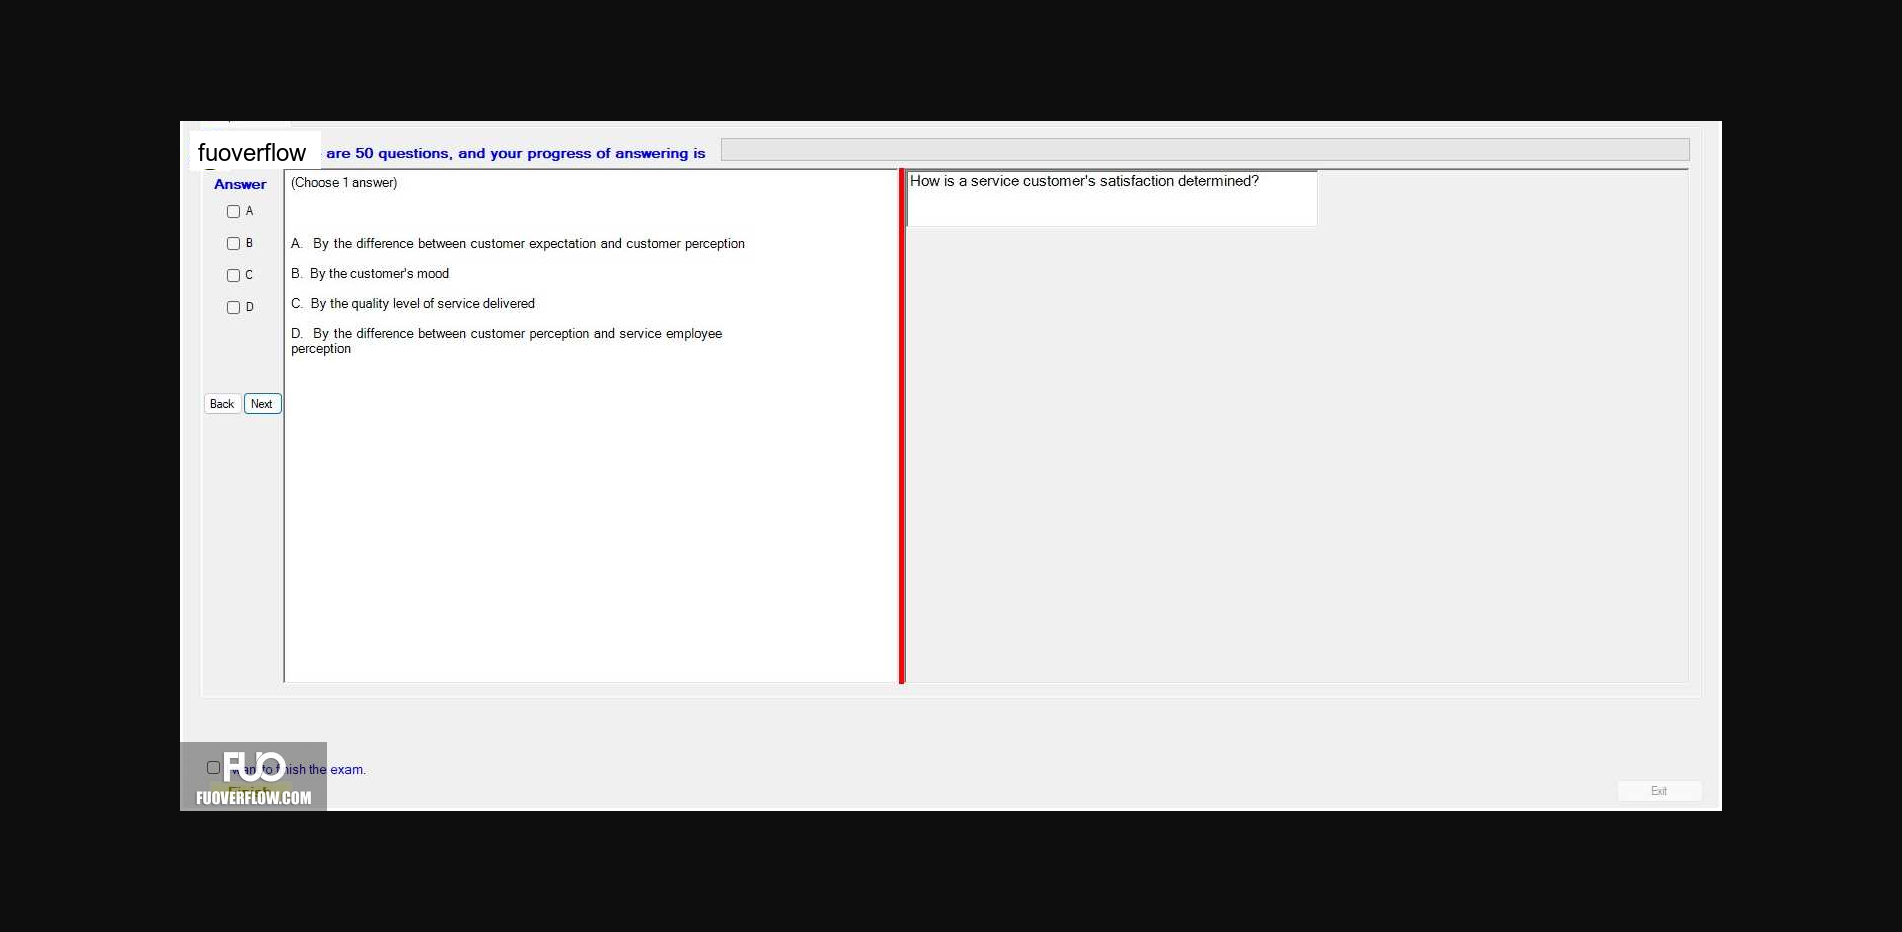 fuoverflow are 50 questions, and your progress of answering is
Answer
A
B
C
D
Back Next
(Choose 1 answer)
A. By the difference between customer expectation and customer perception
B. By the customer's mood
C. By the quality level of service delivered
D. By the difference between customer perception and service employee
perception
How is a service customer's satisfaction determined?
I want to finish the exam.
Finish
FUO
FUOVERFLOW.COM
Exit